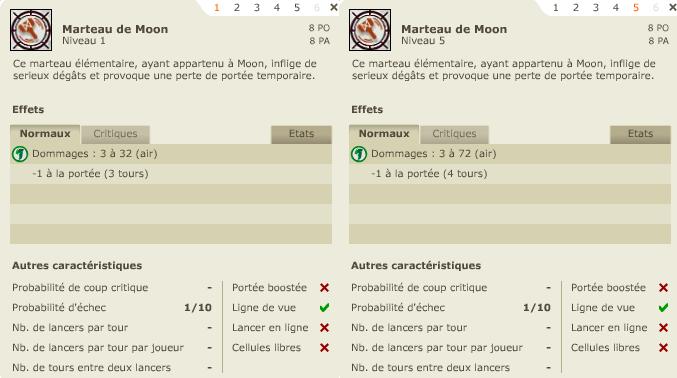 1 2 3 4 5 6 ×
Marteau de Moon
8 PO
Niveau 1
8 PA
Ce marteau élémentaire, ayant appartenu à Moon, inflige de
serieux dégâts et provoque une perte de portée temporaire.
Effets
Normaux Critiques Etats
Dommages : 3 à 32 (air)
-1 à la portée (3 tours)
Autres caractéristiques
Probabilité de coup critique -
Probabilité d'échec 1/10
Nb. de lancers par tour -
Nb. de lancers par tour par joueur -
Nb. de tours entre deux lancers -
Portée boostée
Ligne de vue
Lancer en ligne
Cellules libres
1 2 3 4 5 6 ×
Marteau de Moon
8 PO
Niveau 5
8 PA
Ce marteau élémentaire, ayant appartenu à Moon, inflige de
serieux dégâts et provoque une perte de portée temporaire.
Effets
Normaux Critiques Etats
Dommages : 3 à 72 (air)
-1 à la portée (4 tours)
Autres caractéristiques
Probabilité de coup critique -
Probabilité d'échec 1/10
Nb. de lancers par tour -
Nb. de lancers par tour par joueur -
Nb. de tours entre deux lancers -
Portée boostée
Ligne de vue
Lancer en ligne
Cellules libres